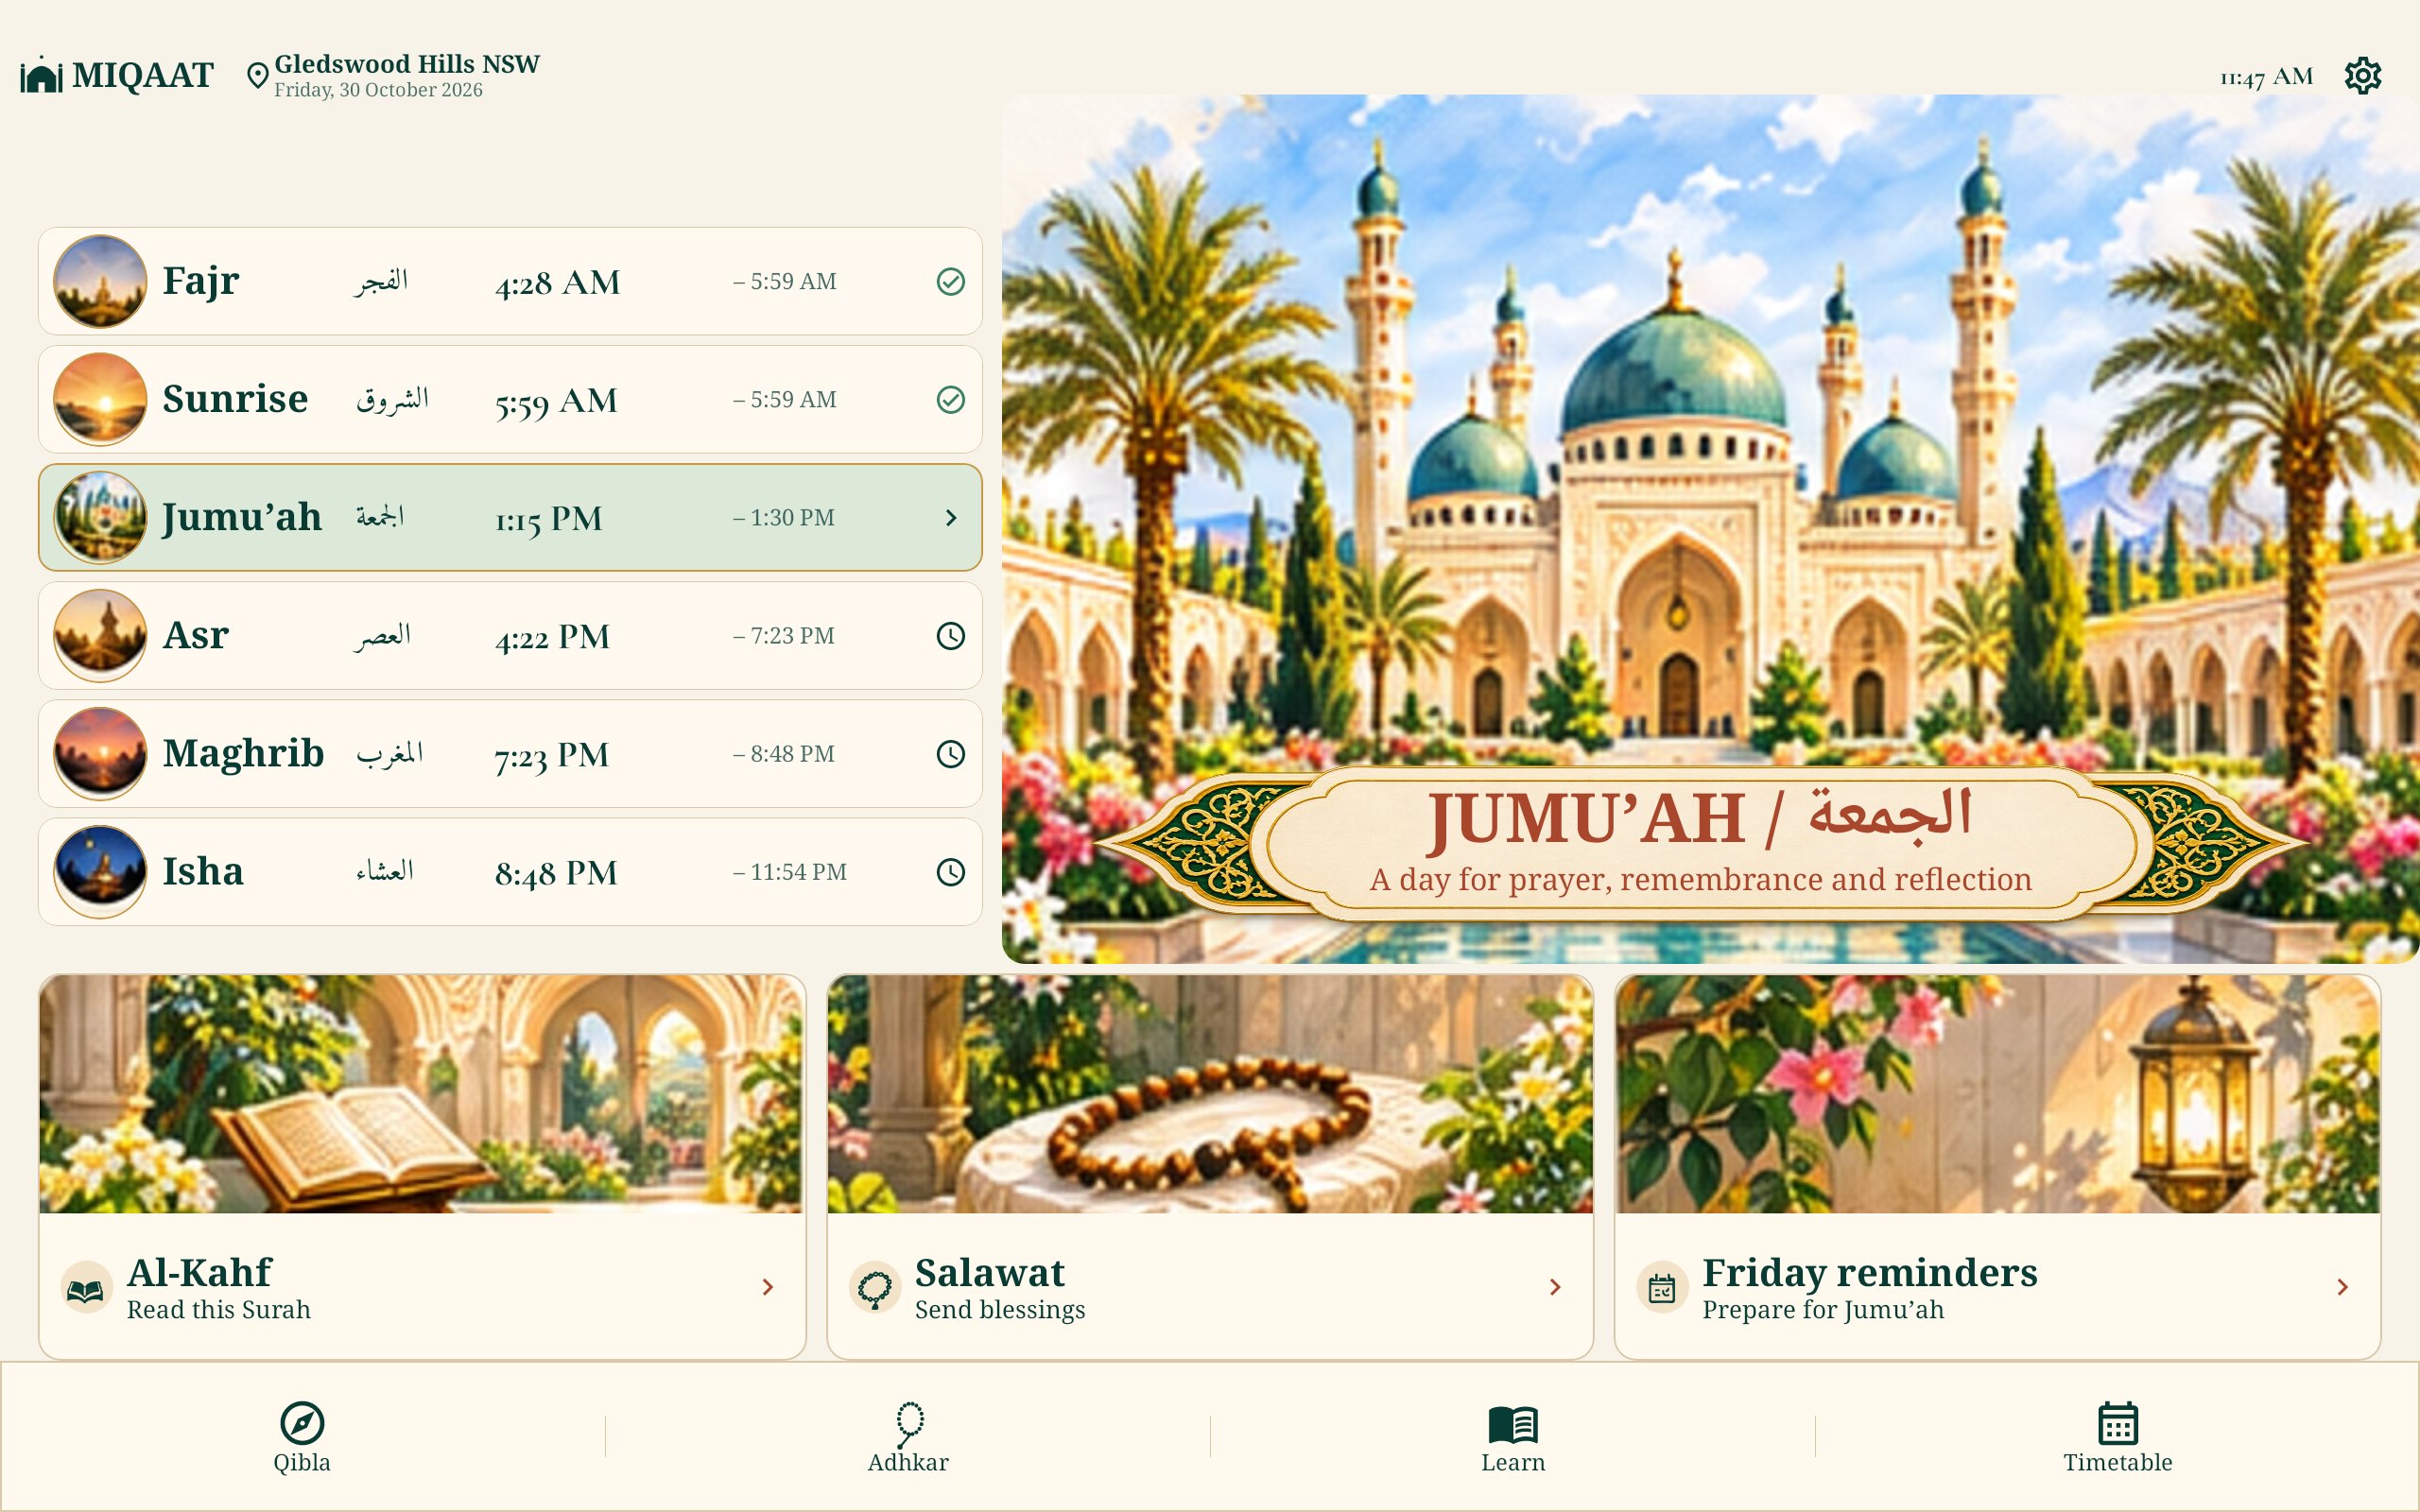 MIQAAT
Gledswood Hills NSW
Friday, 30 October 2026
11:47 AM
Fajr الفجر 4:28 AM – 5:59 AM
Sunrise الشروق 5:59 AM – 5:59 AM
Jumu’ah الجمعة 1:15 PM – 1:30 PM
Asr العصر 4:22 PM – 7:23 PM
Maghrib المغرب 7:23 PM – 8:48 PM
Isha العشاء 8:48 PM – 11:54 PM
JUMU’AH / الجمعة
A day for prayer, remembrance and reflection
Al-Kahf
Read this Surah
Salawat
Send blessings
Friday reminders
Prepare for Jumu’ah
Qibla
Adhkar
Learn
Timetable